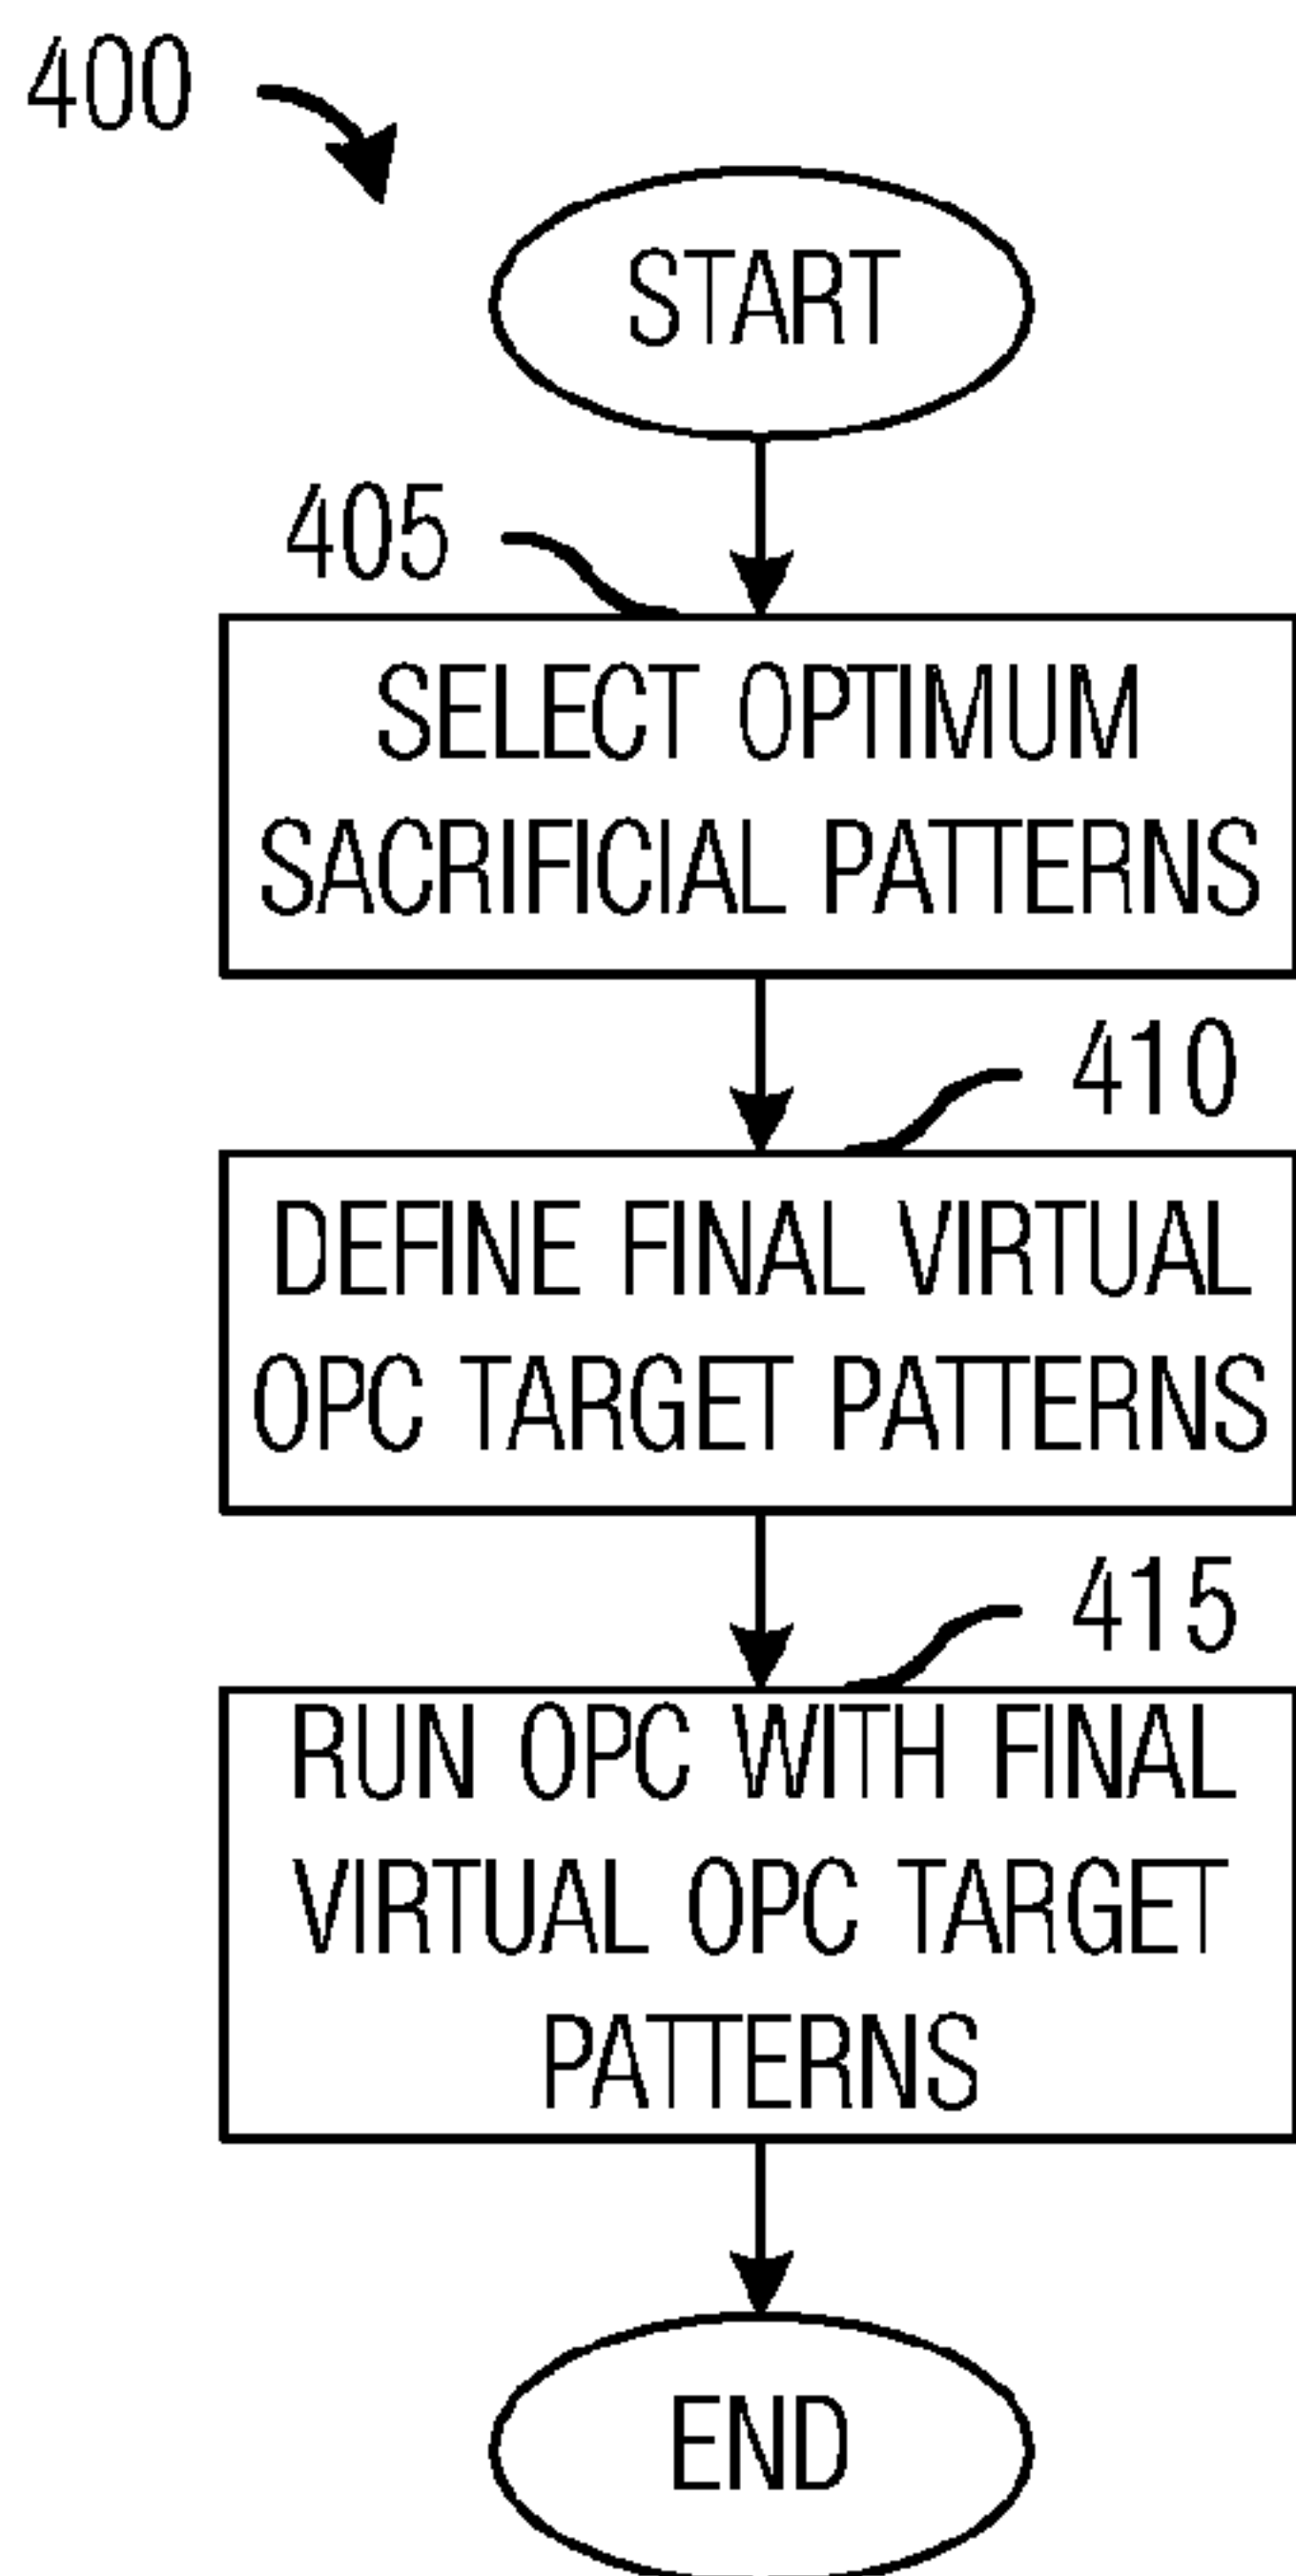 400
START
405
SELECT OPTIMUM
SACRIFICIAL PATTERNS
410
DEFINE FINAL VIRTUAL
OPC TARGET PATTERNS
415
RUN OPC WITH FINAL
VIRTUAL OPC TARGET
PATTERNS
END